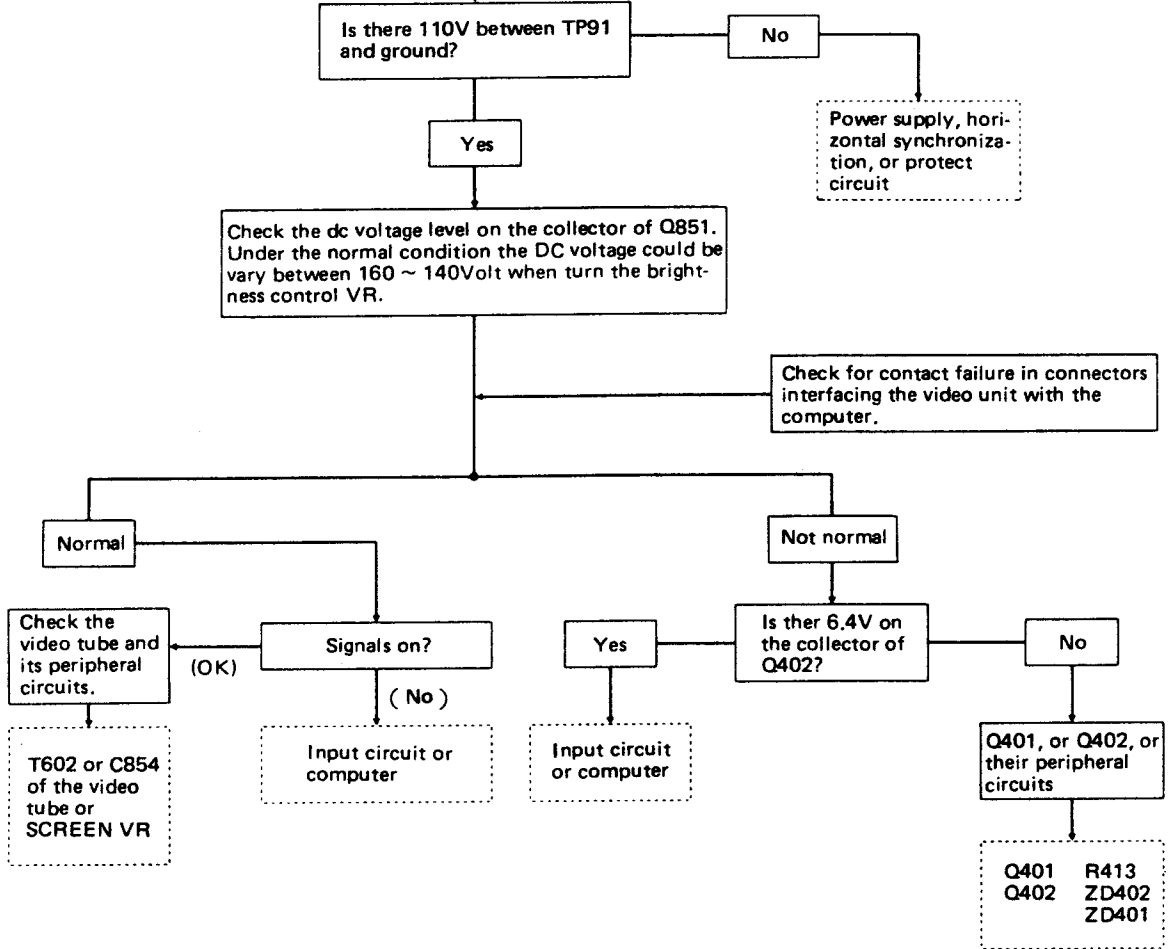 Is there 110V between TP91
and ground?
No
Power supply, hori-
zontal synchroniza-
tion, or protect
circuit
Yes
Check the dc voltage level on the collector of Q851.
Under the normal condition the DC voltage could be
vary between 160 ~ 140Volt when turn the bright-
ness control VR.
Check for contact failure in connectors
interfacing the video unit with the
computer.
Normal
Not normal
Check the
video tube and
its peripheral
circuits.
(OK)
Signals on?
( No )
Yes
Is ther 6.4V on
the collector of
Q402?
No
T602 or C854
of the video
tube or
SCREEN VR
Input circuit or
computer
Input circuit
or computer
Q401, or Q402, or
their peripheral
circuits
Q401 R413
Q402 ZD402
ZD401